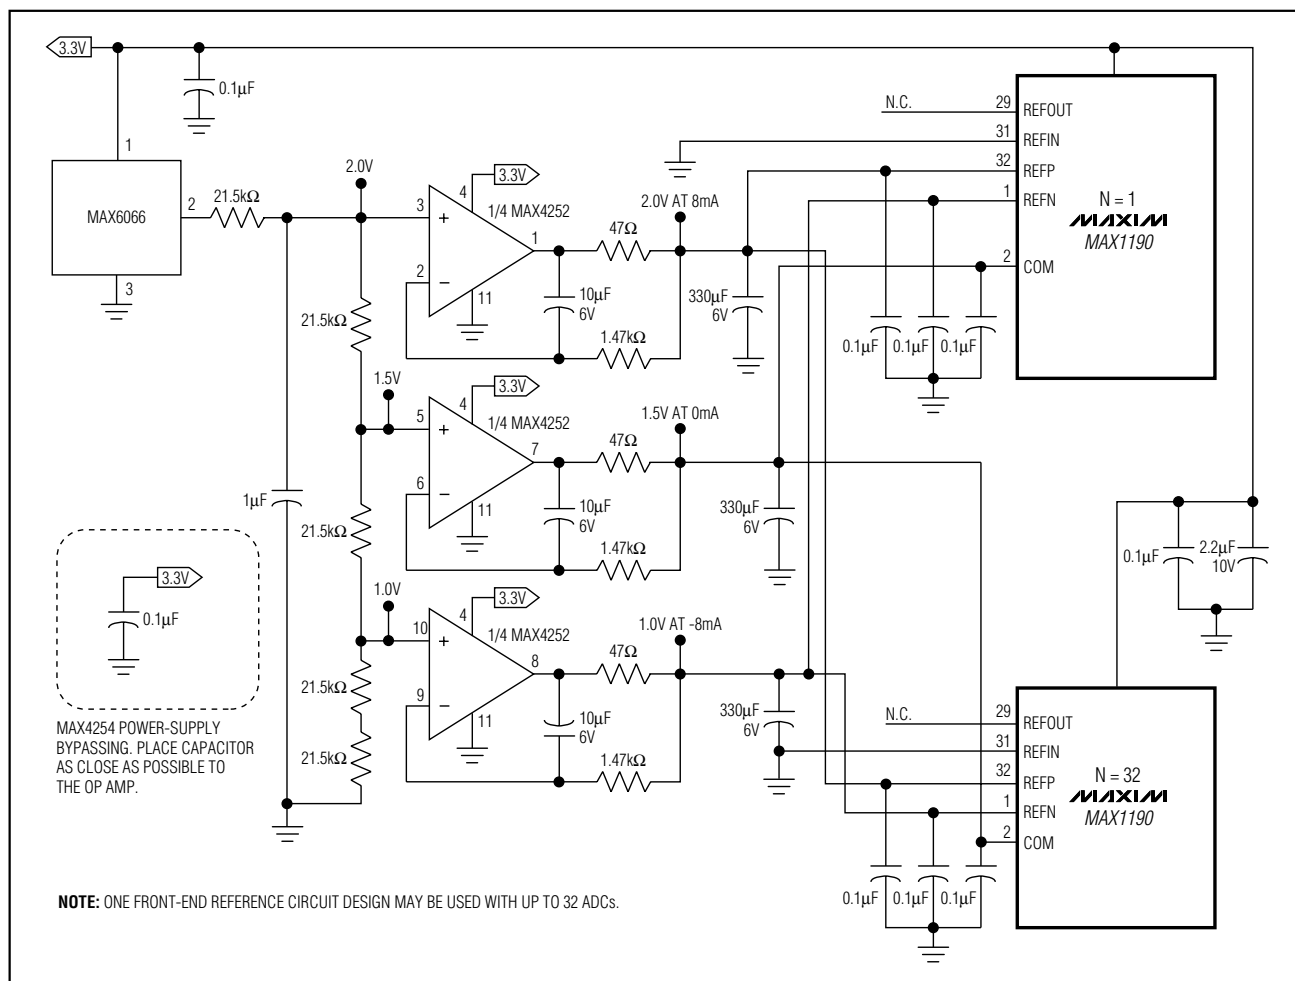 3.3V
0.1µF
1
MAX6066
2
3
21.5kΩ
2.0V
21.5kΩ
1µF
3
+
2
−
4
3.3V
1/4 MAX4252
1
11
47Ω
10µF
6V
1.47kΩ
2.0V AT 8mA
330µF
6V
1.5V
21.5kΩ
5
+
6
−
4
3.3V
1/4 MAX4252
7
11
47Ω
10µF
6V
1.47kΩ
1.5V AT 0mA
330µF
6V
1.0V
21.5kΩ
21.5kΩ
10
+
9
−
4
3.3V
1/4 MAX4252
8
11
47Ω
10µF
6V
1.47kΩ
1.0V AT -8mA
330µF
6V
N.C.
29
REFOUT
31
REFIN
32
REFP
1
REFN
2
COM
N = 1
MAXIM
MAX1190
0.1µF
0.1µF
0.1µF
0.1µF
2.2µF
10V
N.C.
29
REFOUT
31
REFIN
32
REFP
1
REFN
2
COM
N = 32
MAXIM
MAX1190
0.1µF
0.1µF
0.1µF
3.3V
0.1µF
MAX4254 POWER-SUPPLY
BYPASSING. PLACE CAPACITOR
AS CLOSE AS POSSIBLE TO
THE OP AMP.
NOTE: ONE FRONT-END REFERENCE CIRCUIT DESIGN MAY BE USED WITH UP TO 32 ADCs.